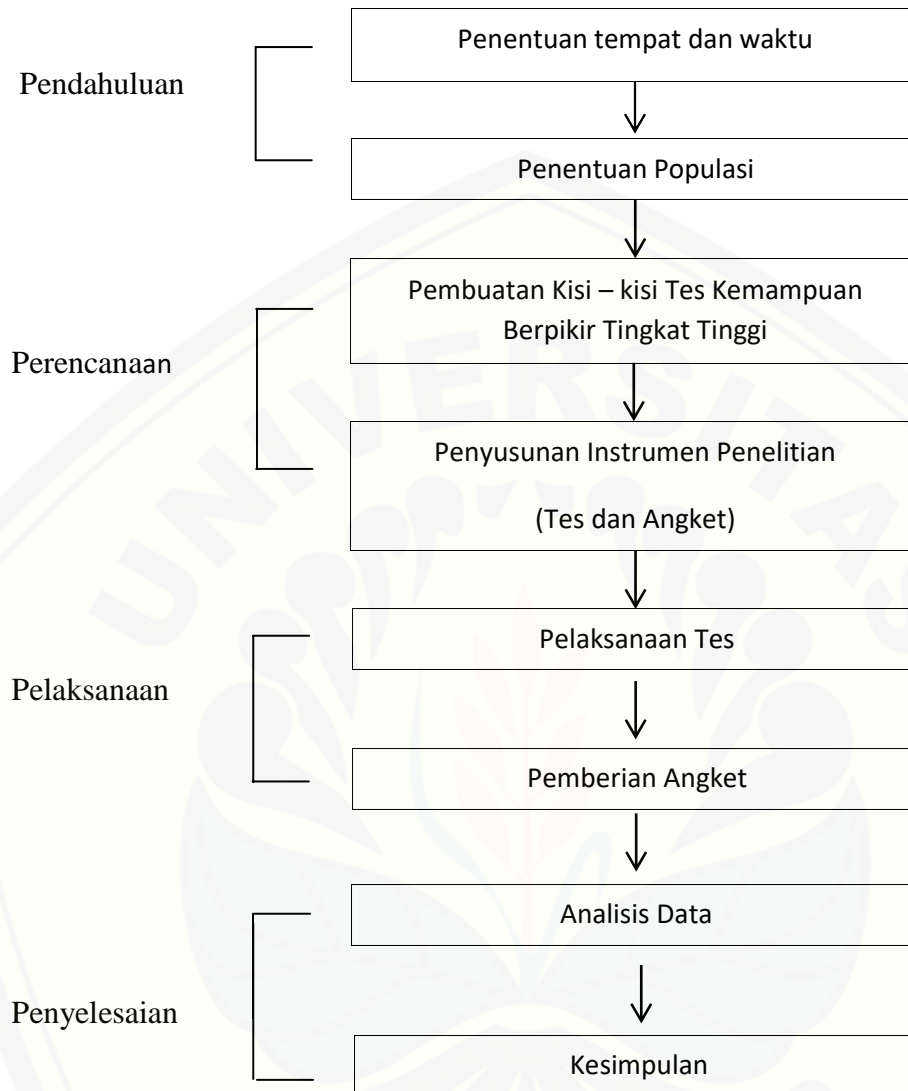 Penentuan tempat dan waktu
Pendahuluan
Penentuan Populasi
Pembuatan Kisi – kisi Tes Kemampuan
Berpikir Tingkat Tinggi
Perencanaan
Penyusunan Instrumen Penelitian
(Tes dan Angket)
Pelaksanaan Tes
Pelaksanaan
Pemberian Angket
Analisis Data
Penyelesaian
Kesimpulan
UNIVERSITAS